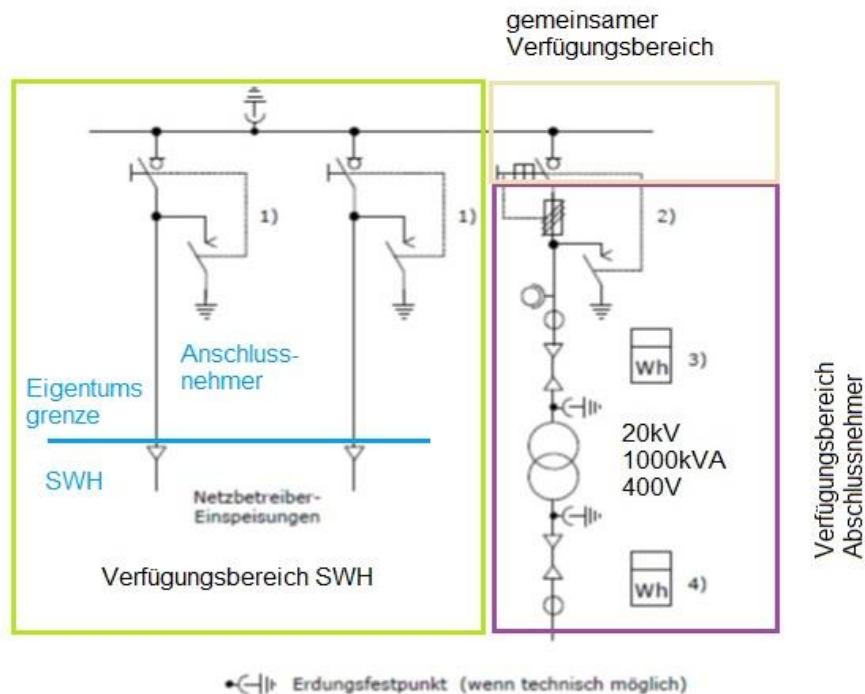 gemeinsamer
Verfügungsbereich
1)
1)
2)
Anschluss-
nehmer
Eigentums
grenze
SWH
Netzbetreiber-
Einspeisungen
Verfügungsbereich SWH
Wh 3)
20kV
1000kVA
400V
Wh 4)
Verfügungsbereich
Abschlussnehmer
Erdungsfestpunkt (wenn technisch möglich)